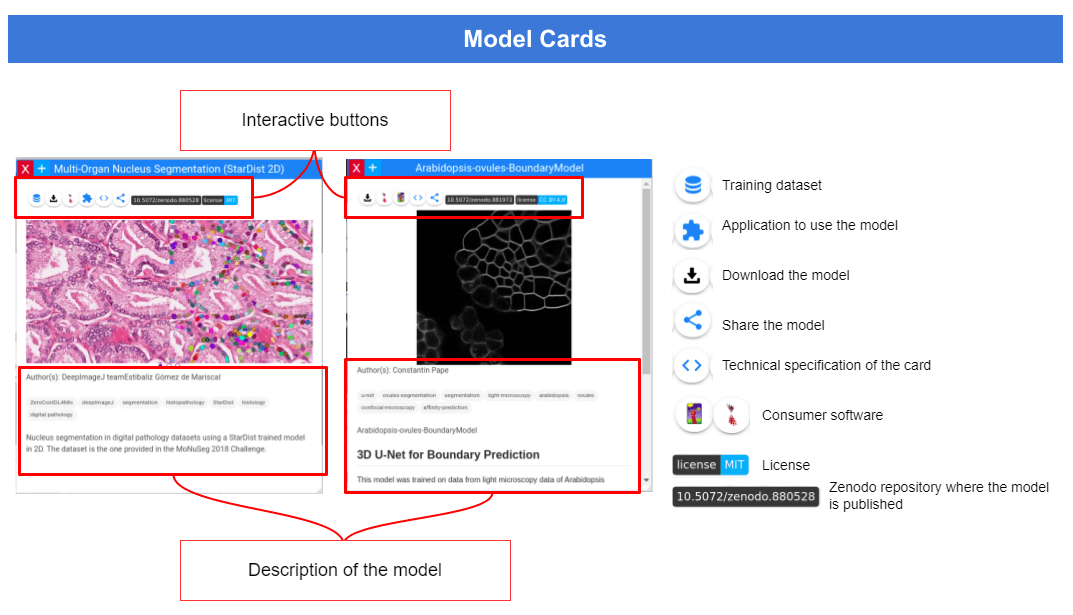 Model Cards
Interactive buttons
X + Multi-Organ Nucleus Segmentation (StarDist 2D)
10.5072/zenodo.880528 license MIT
Author(s): DeepImageJ teamEstibaliz Gómez de Mariscal
ZeroCostDL4Mic deepImageJ segmentation histopathology StarDist histology
digital pathology
Nucleus segmentation in digital pathology datasets using a StarDist trained model
in 2D. The dataset is the one provided in the MoNuSeg 2018 Challenge.
X + Arabidopsis-ovules-BoundaryModel
10.5072/zenodo.881973 license CC BY-4.0
Author(s): Constantin Pape
u-net ovules-segmentation segmentation light-microscopy arabidopsis ovules
confocal-microscopy affinity-prediction
Arabidopsis-ovules-BoundaryModel
3D U-Net for Boundary Prediction
This model was trained on data from light microscopy data of Arabidopsis
Description of the model
Training dataset
Application to use the model
Download the model
Share the model
Technical specification of the card
Consumer software
license MIT License
10.5072/zenodo.880528 Zenodo repository where the model
is published